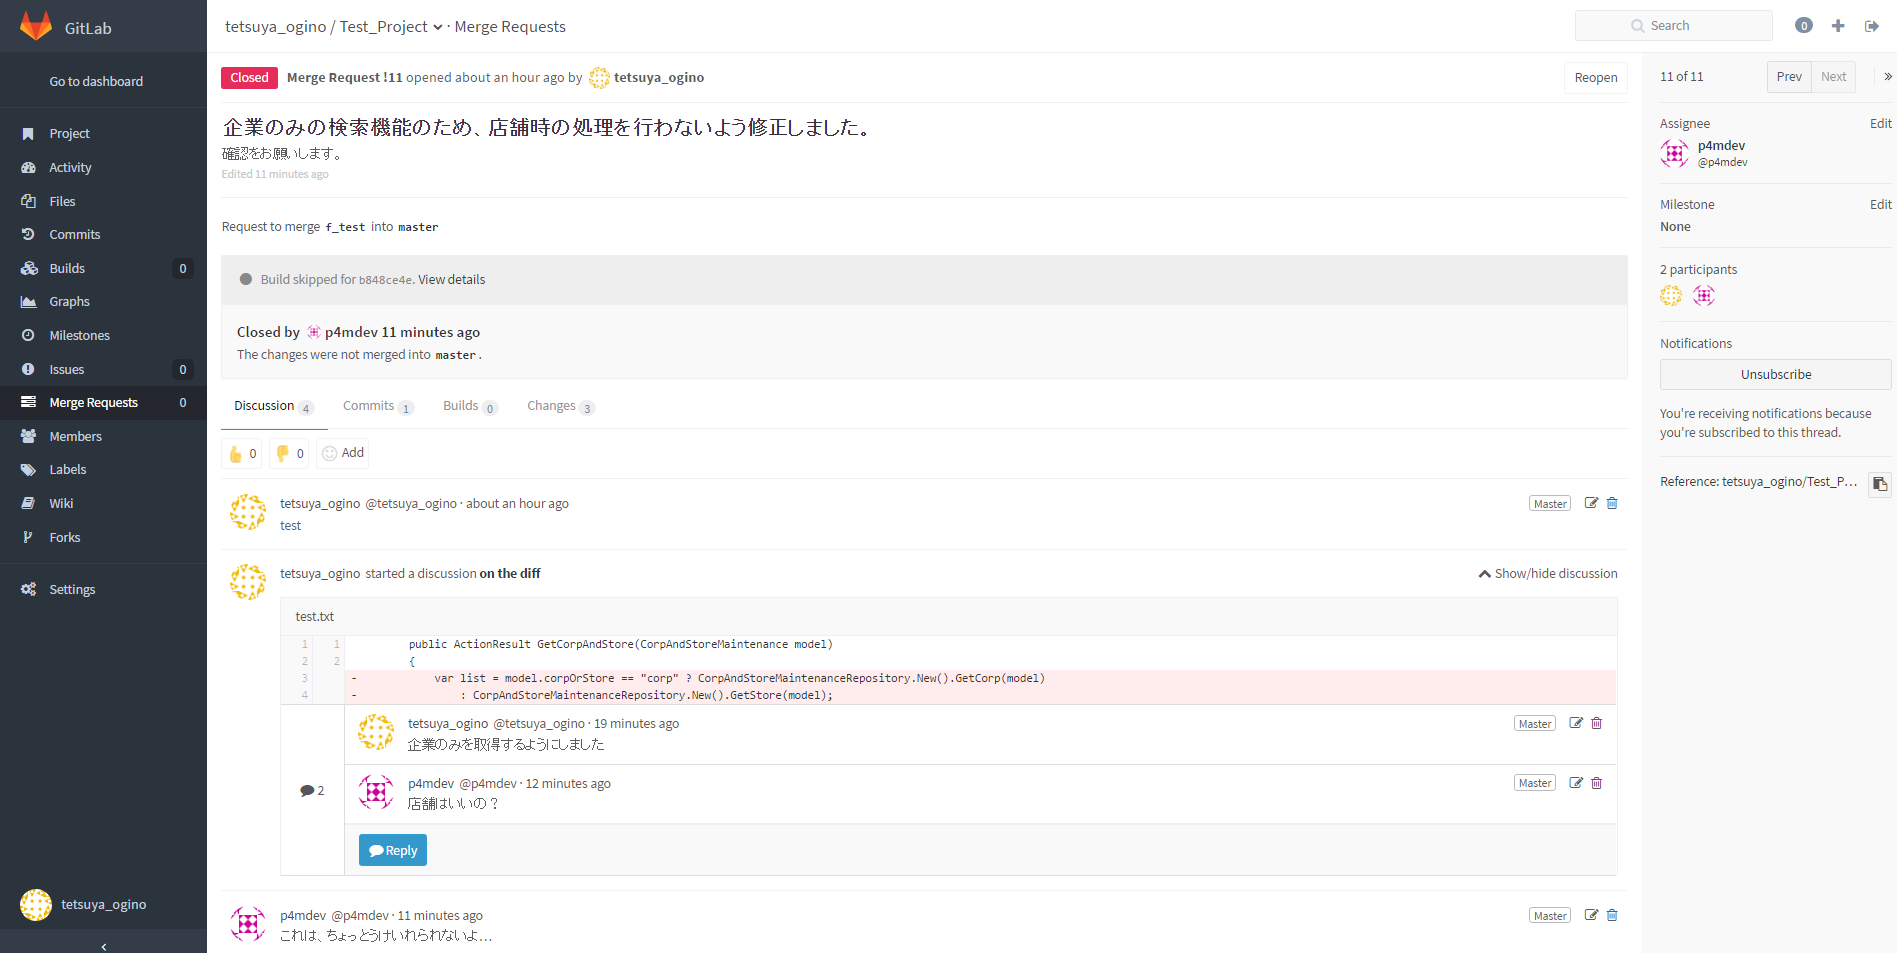 GitLab
tetsuya_ogino / Test_Project · Merge Requests
Search
0
Go to dashboard
Project
Activity
Files
Commits
Builds 0
Graphs
Milestones
Issues 0
Merge Requests 0
Members
Labels
Wiki
Forks
Settings
tetsuya_ogino
Closed Merge Request !11 opened about an hour ago by tetsuya_ogino
Reopen
企業のみの検索機能のため、店舗時の処理を行わないよう修正しました。
確認をお願いします。
Edited 11 minutes ago
Request to merge f_test into master
Build skipped for b848ce4e. View details
Closed by p4mdev 11 minutes ago
The changes were not merged into master.
Discussion 4 Commits 1 Builds 0 Changes 3
0 0 Add
tetsuya_ogino @tetsuya_ogino · about an hour ago Master
test
tetsuya_ogino started a discussion on the diff Show/hide discussion
test.txt
1 1 public ActionResult GetCorpAndStore(CorpAndStoreMaintenance model)
2 2 {
3 - var list = model.corpOrStore == "corp" ? CorpAndStoreMaintenanceRepository.New().GetCorp(model)
4 - : CorpAndStoreMaintenanceRepository.New().GetStore(model);
2
tetsuya_ogino @tetsuya_ogino · 19 minutes ago Master
企業のみを取得するようにしました
p4mdev @p4mdev · 12 minutes ago Master
店舗はいいの？
Reply
p4mdev @p4mdev · 11 minutes ago Master
これは、ちょっとうけいれられないよ...
11 of 11 Prev Next »
Assignee Edit
p4mdev
@p4mdev
Milestone Edit
None
2 participants
Notifications
Unsubscribe
You're receiving notifications because
you're subscribed to this thread.
Reference: tetsuya_ogino/Test_P...